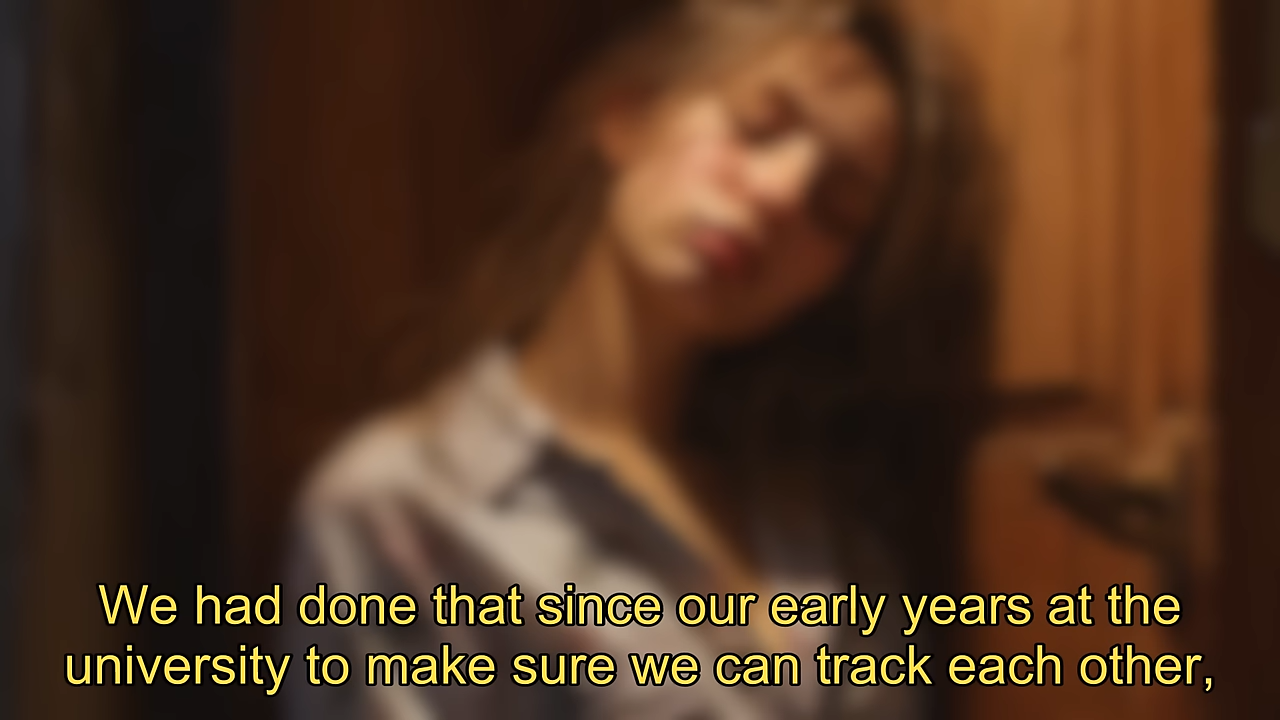 We had done that since our early years at the
university to make sure we can track each other,